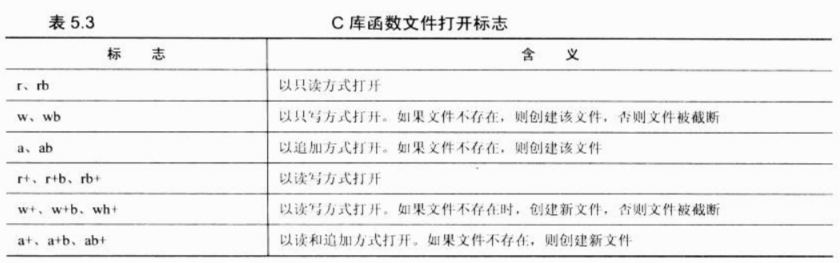 表 5.3 C 库函数文件打开标志
标 志 含 义
r、rb 以只读方式打开
w、wb 以只写方式打开。如果文件不存在，则创建该文件，否则文件被截断
a、ab 以追加方式打开。如果文件不存在，则创建该文件
r+、r+b、rb+ 以读写方式打开
w+、w+b、wh+ 以读写方式打开。如果文件不存在时，创建新文件，否则文件被截断
a+、a+b、ab+ 以读和追加方式打开。如果文件不存在，则创建新文件